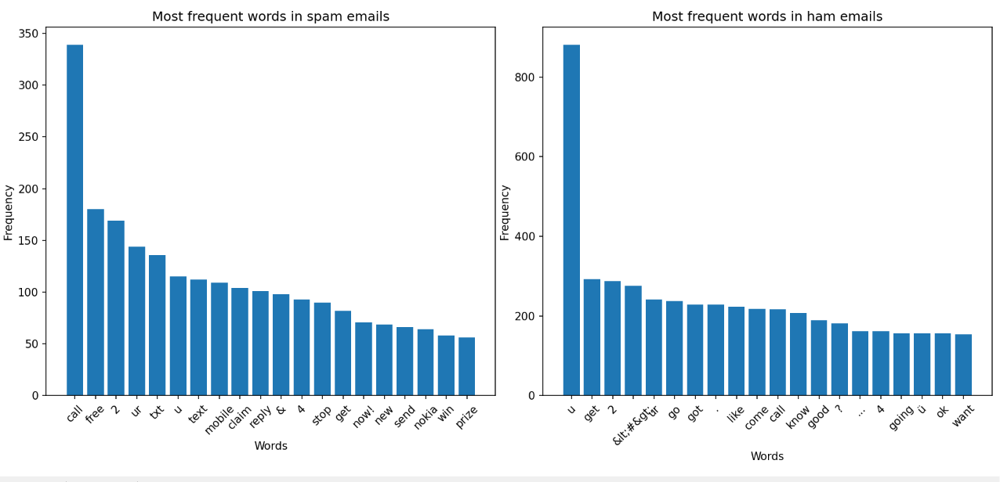 Most frequent words in spam emails
350
300
250
200
150
100
50
0
Frequency
call free 2 ur txt u text mobile claim reply & 4 stop get now! new send nokia win prize
Words
Most frequent words in ham emails
800
600
400
200
0
Frequency
u get 2 &lt;#&gt; ur go got . like come call know good ? ... 4 going ü ok want
Words